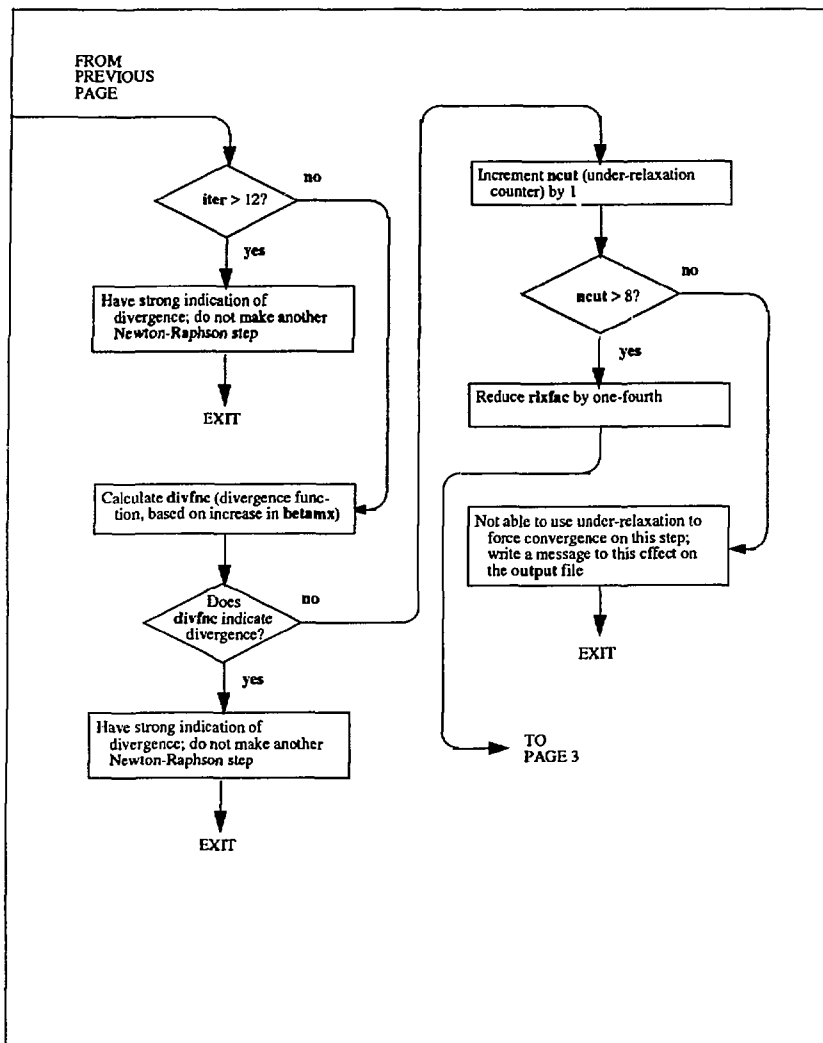 FROM
PREVIOUS
PAGE
iter > 12?
no
yes
Have strong indication of
divergence; do not make another
Newton-Raphson step
EXIT
Calculate divfnc (divergence func-
tion, based on increase in betamx)
Does
divfnc indicate
divergence?
no
yes
Have strong indication of
divergence; do not make another
Newton-Raphson step
EXIT
Increment ncut (under-relaxation
counter) by 1
ncut > 8?
no
yes
Reduce rlxfac by one-fourth
Not able to use under-relaxation to
force convergence on this step;
write a message to this effect on
the output file
EXIT
TO
PAGE 3